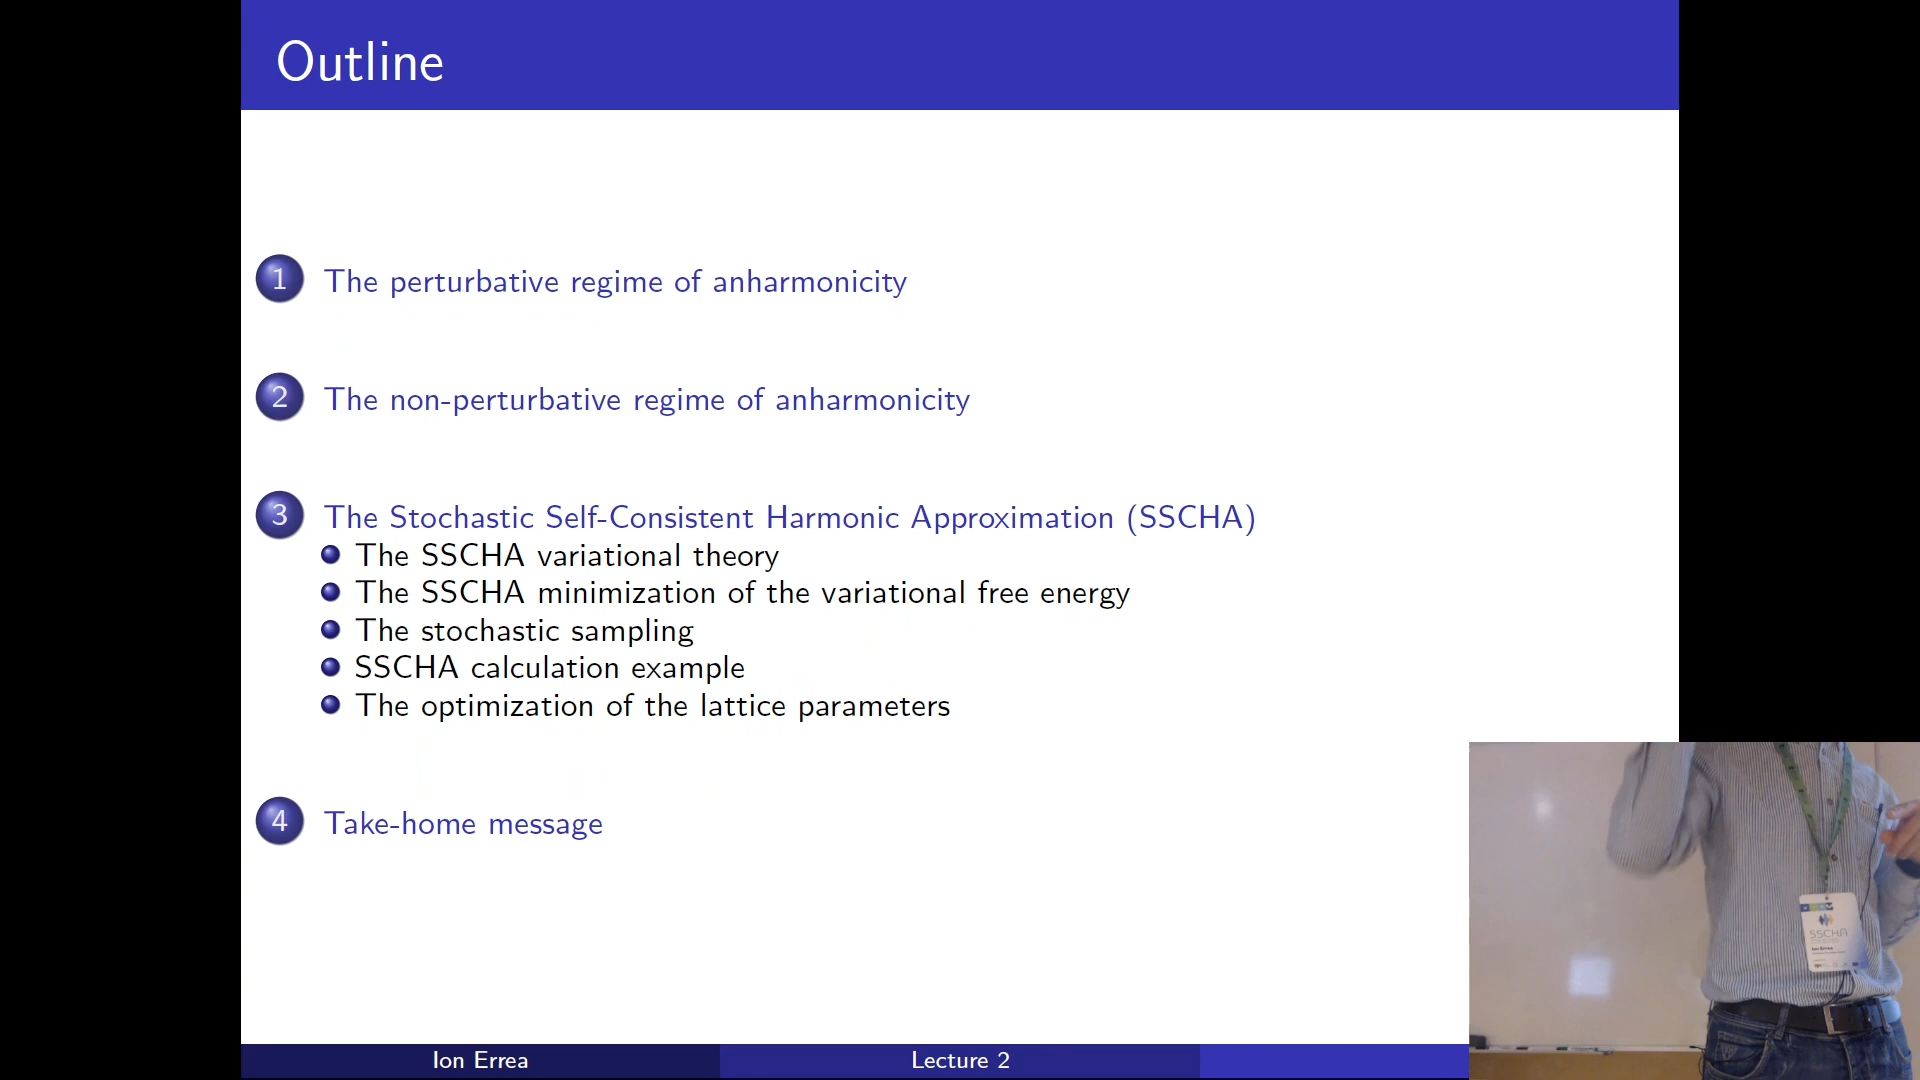 Outline
1 The perturbative regime of anharmonicity
2 The non-perturbative regime of anharmonicity
3 The Stochastic Self-Consistent Harmonic Approximation (SSCHA)
The SSCHA variational theory
The SSCHA minimization of the variational free energy
The stochastic sampling
SSCHA calculation example
The optimization of the lattice parameters
4 Take-home message
Ion Errea
Lecture 2
SSCHA
Ion Errea